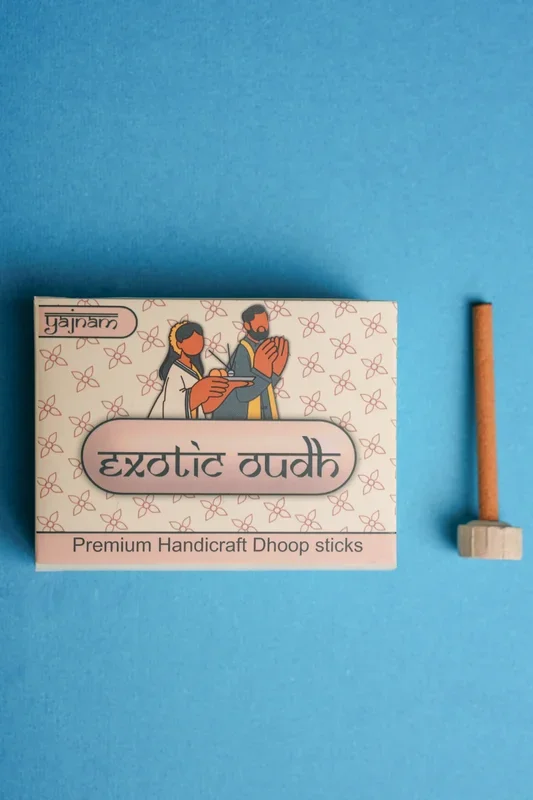 yajnam
exotic oudh
Premium Handicraft Dhoop sticks